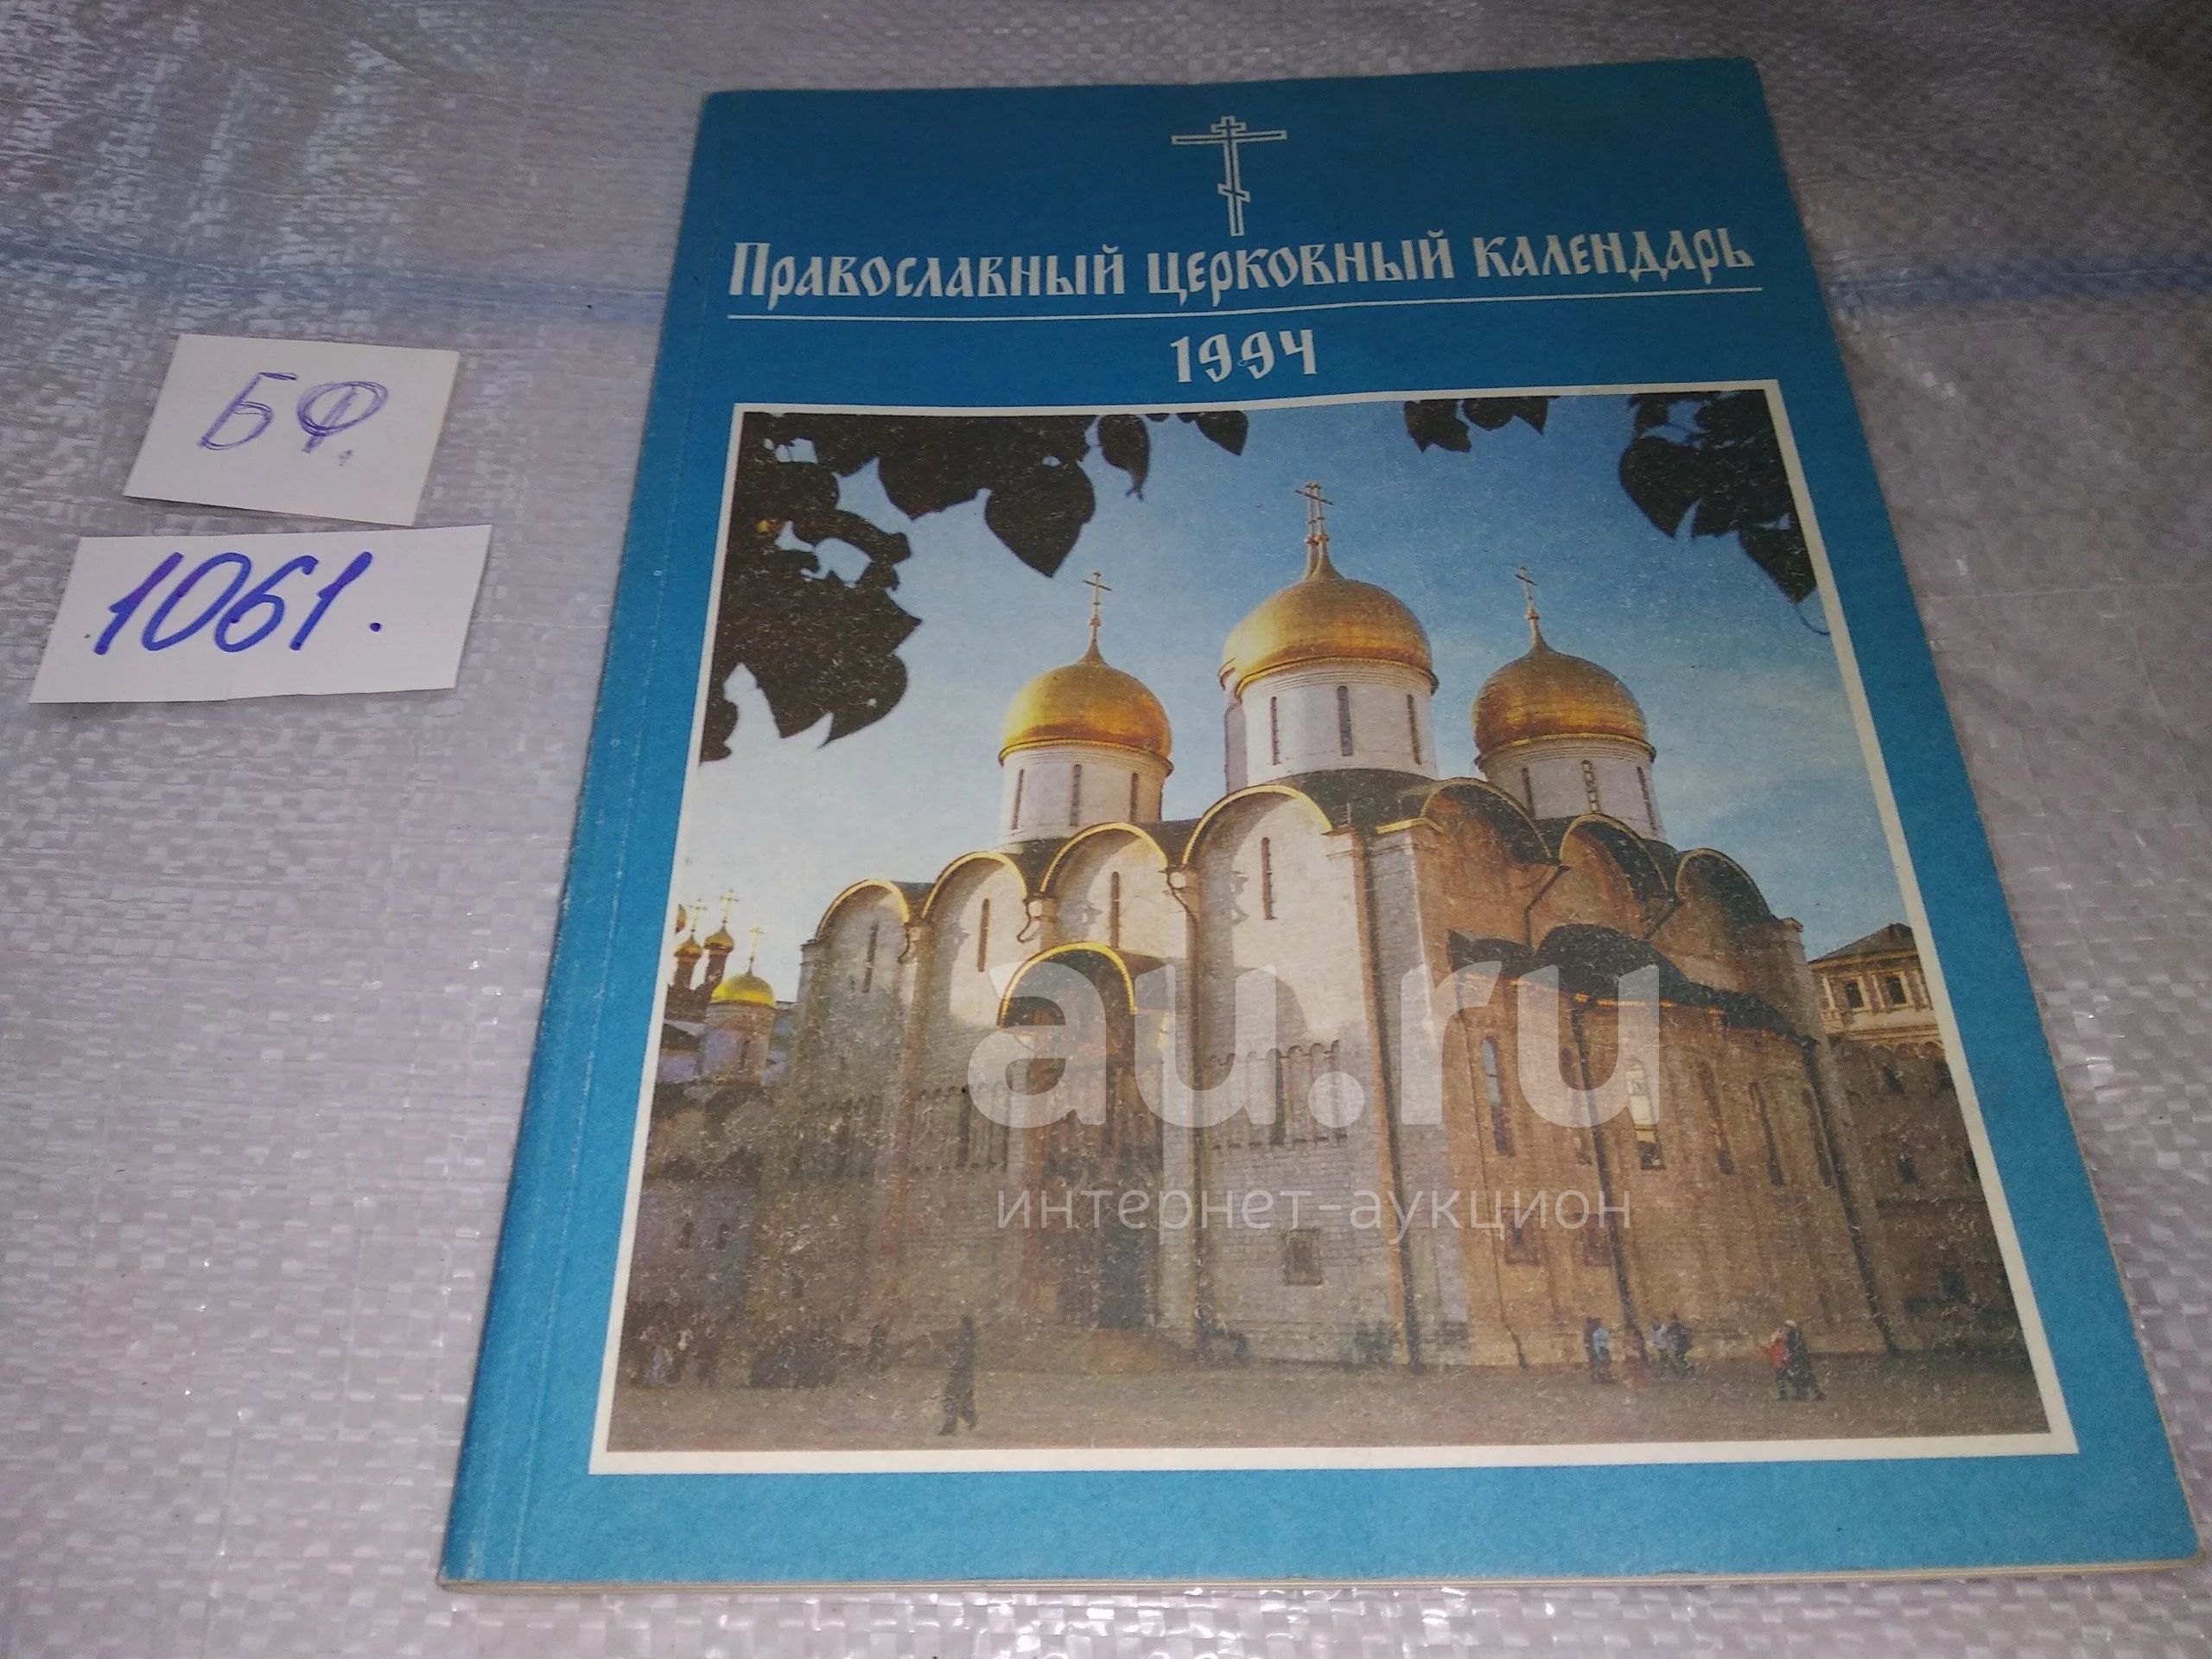 Православный церковный календарь
1994
БФ.
1061.
au.ru
интернет-аукцион